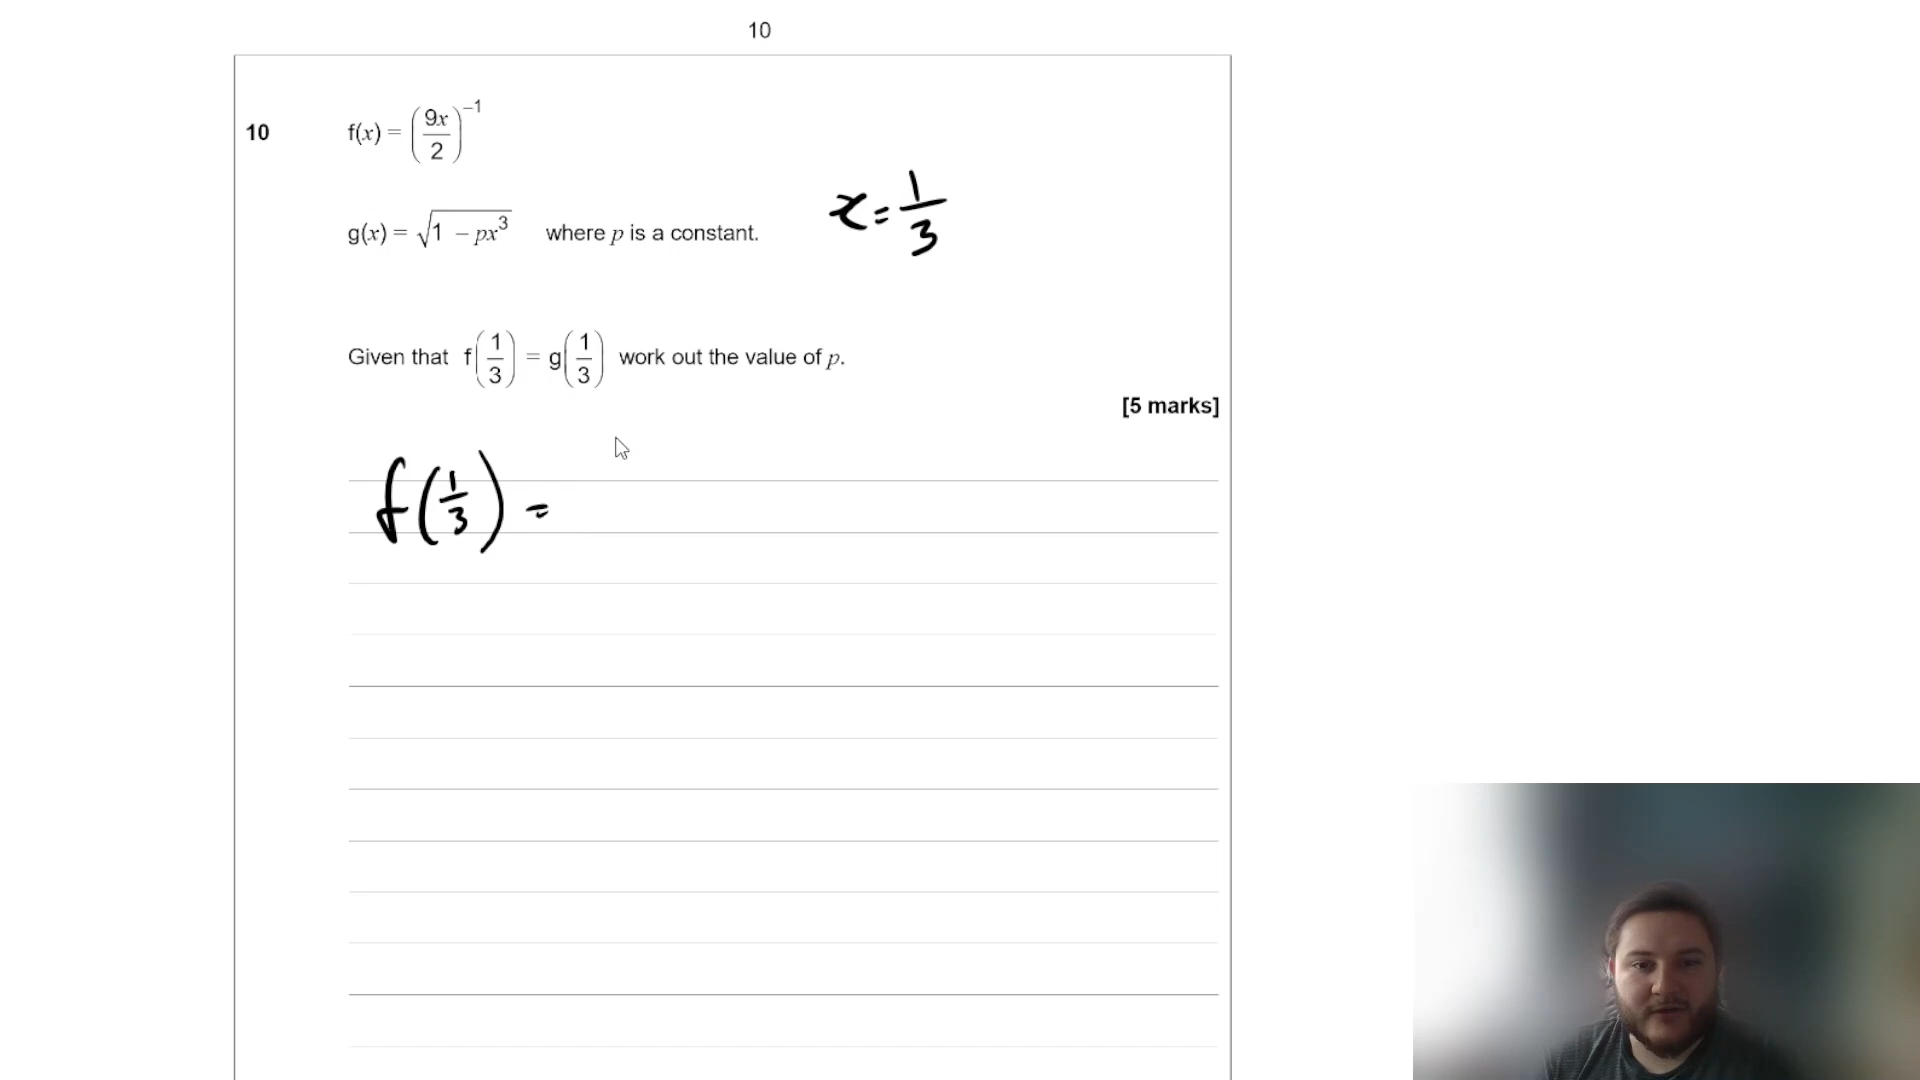 10
10 f(x) = (9x/2)⁻¹
g(x) = √(1 − px³) where p is a constant.
x = 1/3
Given that f(1/3) = g(1/3) work out the value of p.
[5 marks]
f(1/3) =